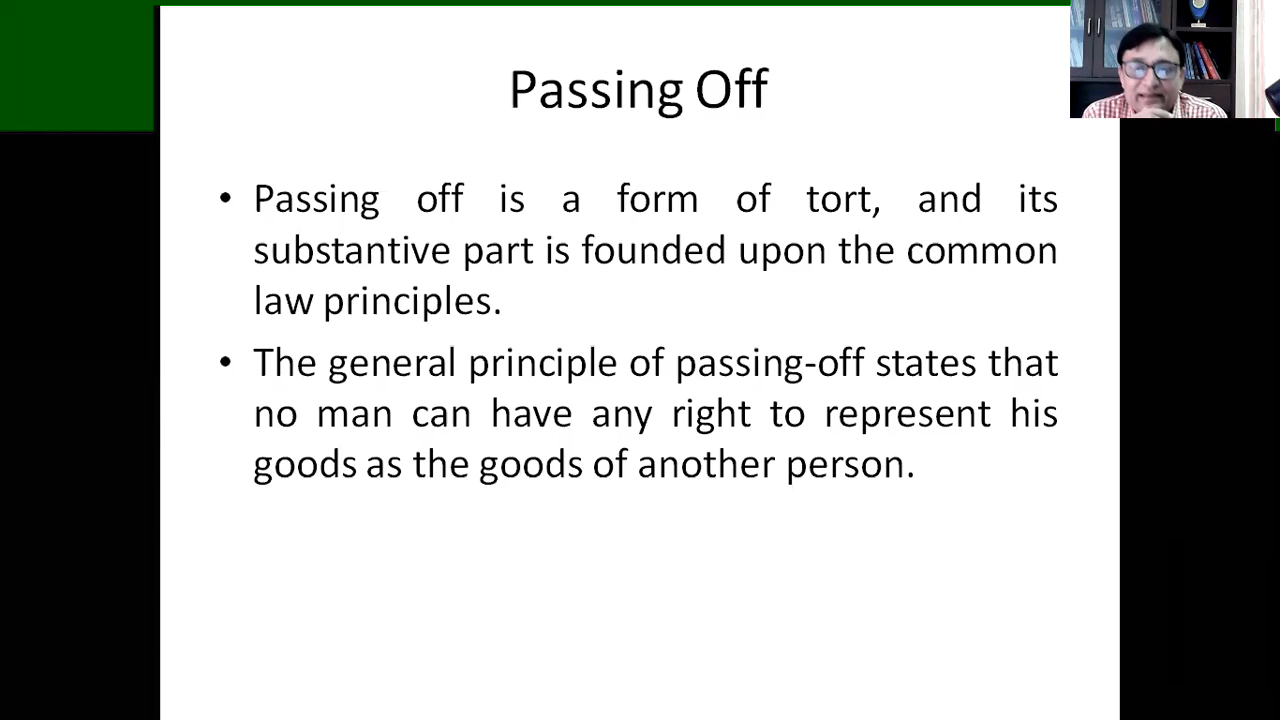 Passing Off
• Passing off is a form of tort, and its
substantive part is founded upon the common
law principles.
• The general principle of passing-off states that
no man can have any right to represent his
goods as the goods of another person.